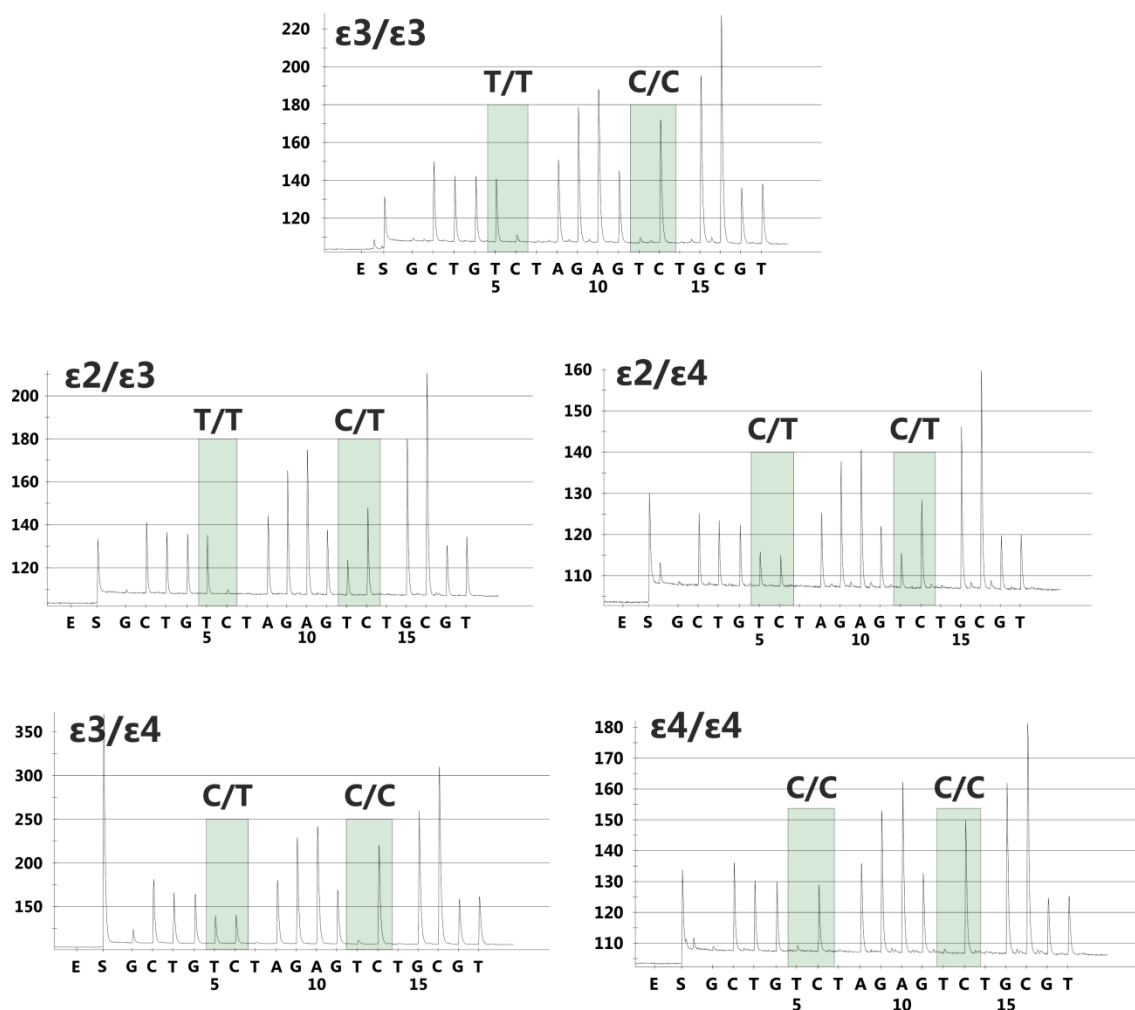 ε3/ε3
T/T
C/C
220
200
180
160
140
120
E S G C T G T C T A G A G T C T G C G T
5 10 15
ε2/ε3
T/T
C/T
200
180
160
140
120
E S G C T G T C T A G A G T C T G C G T
5 10 15
ε2/ε4
C/T
C/T
160
150
140
130
120
110
E S G C T G T C T A G A G T C T G C G T
5 10 15
ε3/ε4
C/T
C/C
350
300
250
200
150
E S G C T G T C T A G A G T C T G C G T
5 10 15
ε4/ε4
C/C
C/C
180
170
160
150
140
130
120
110
E S G C T G T C T A G A G T C T G C G T
5 10 15